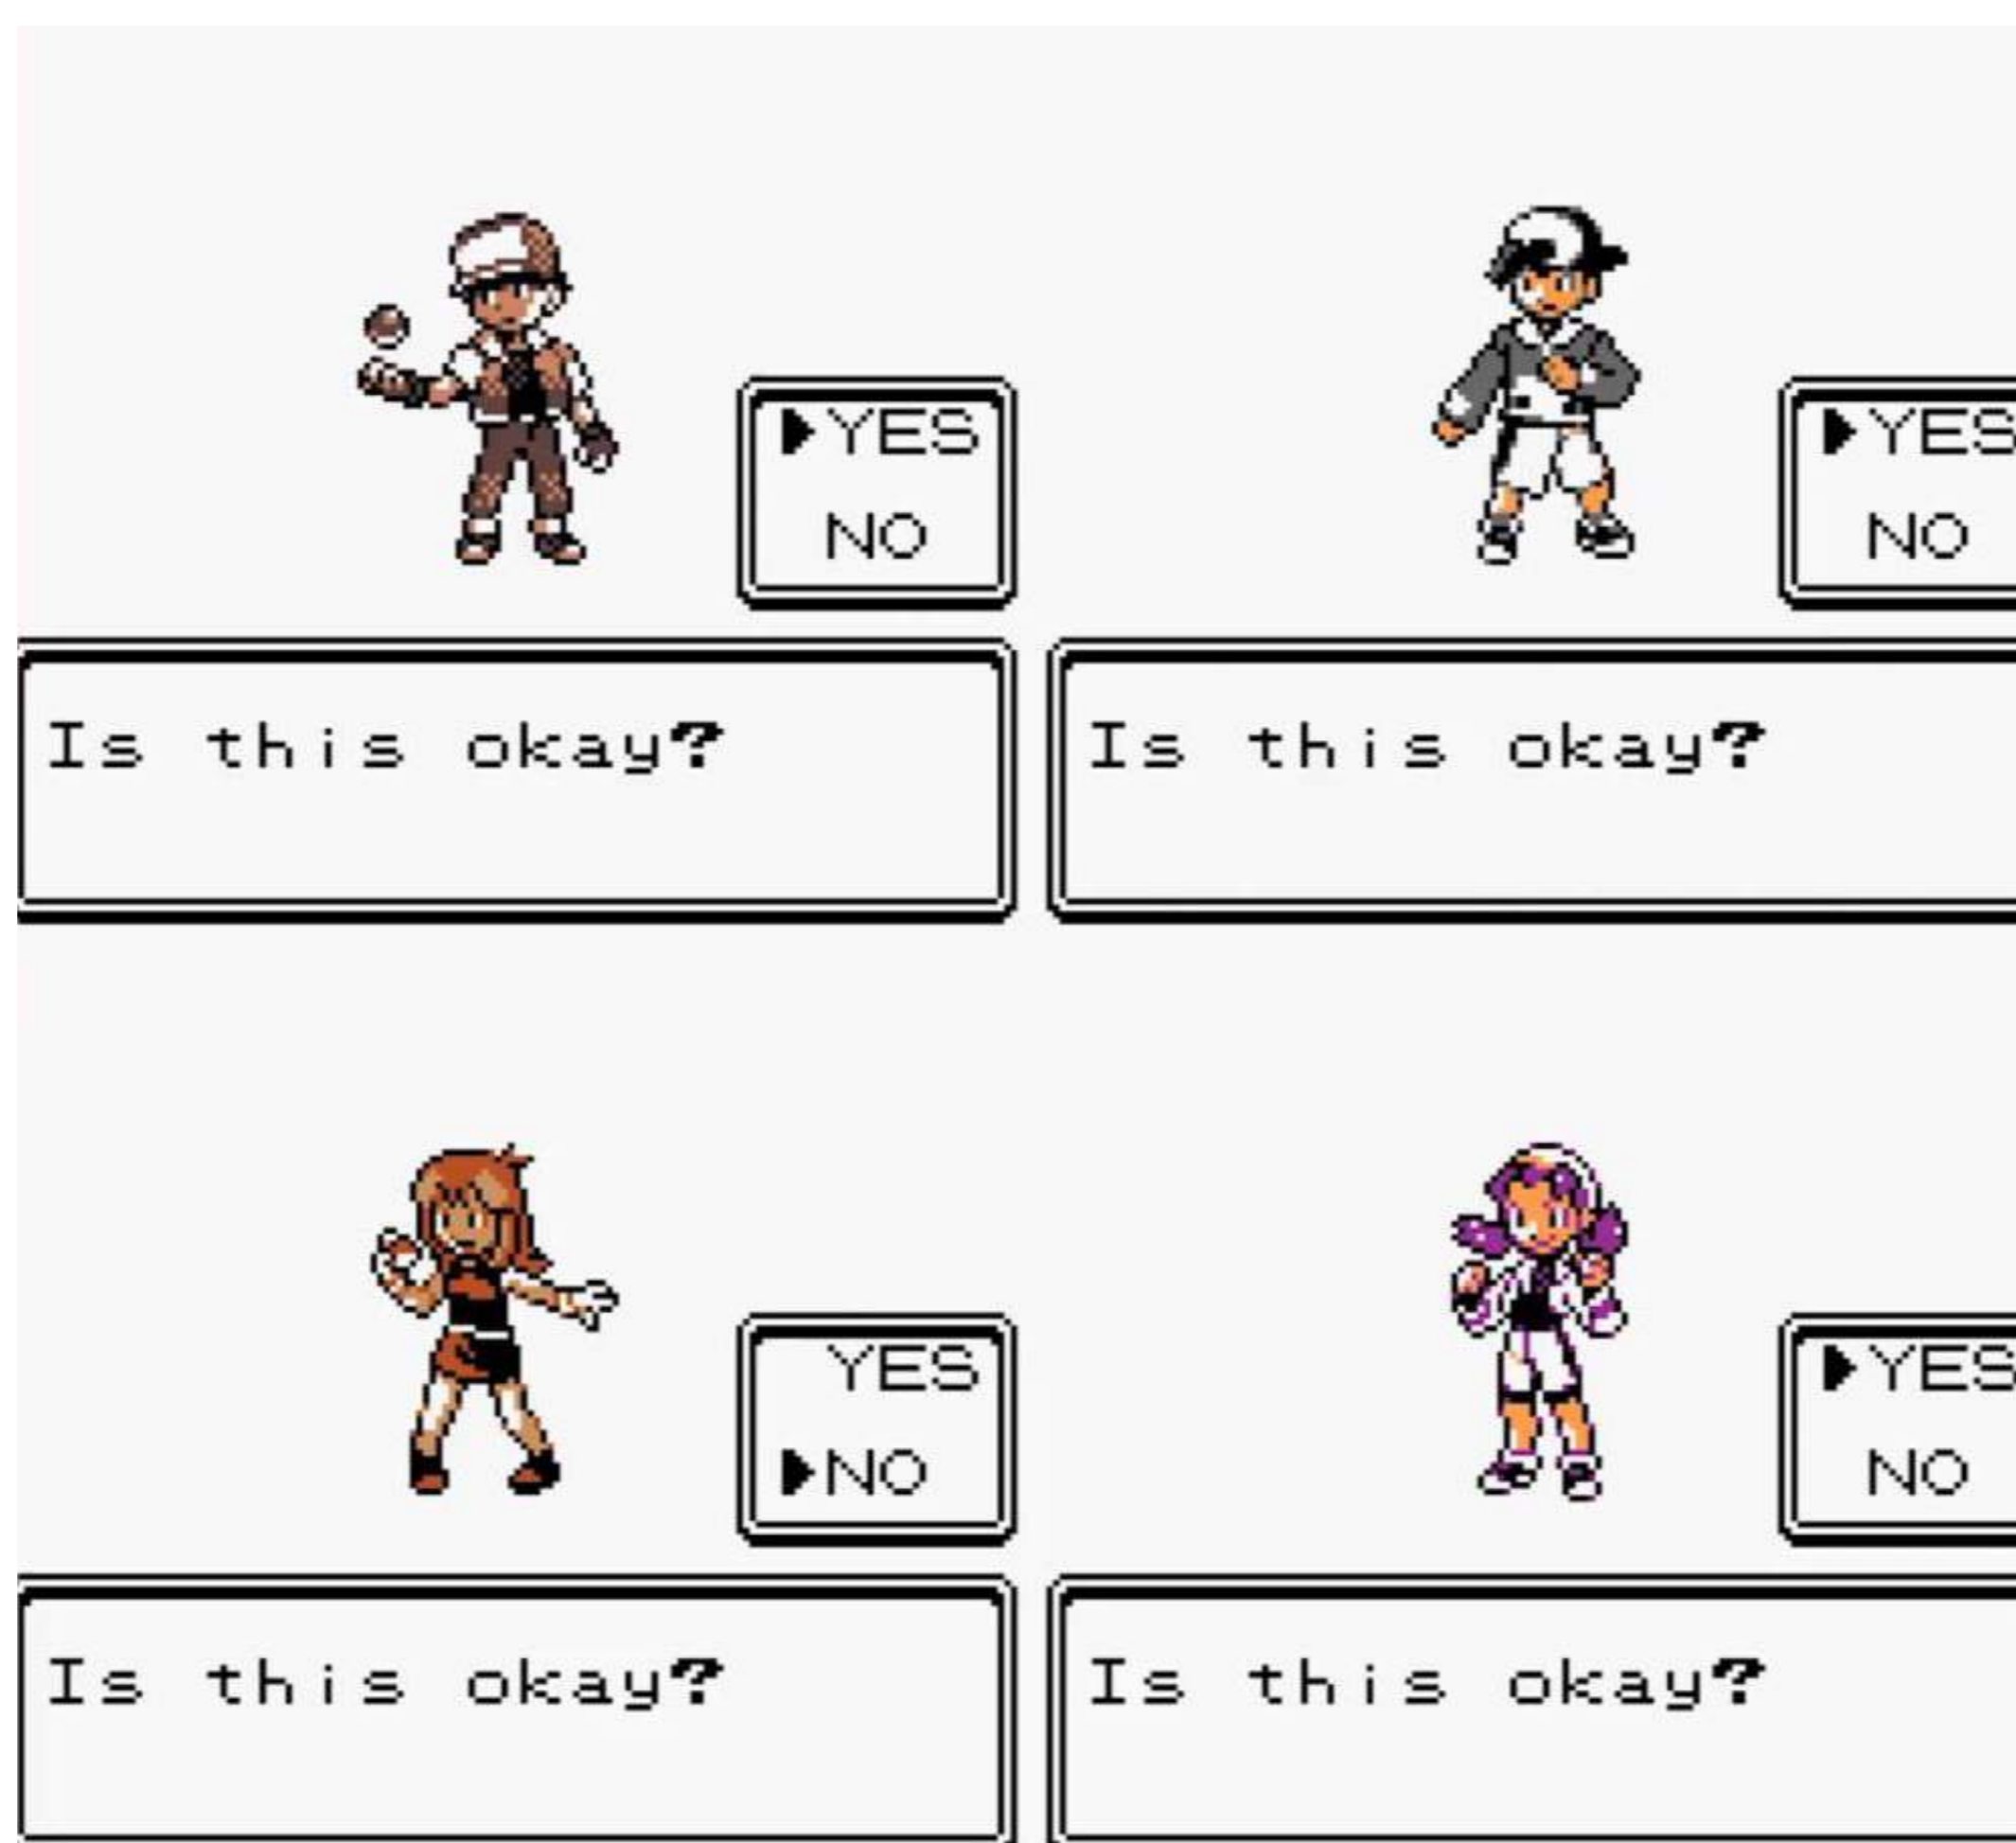 ▶YES
NO
Is this okay?
▶YES
NO
Is this okay?
YES
▶NO
Is this okay?
▶YES
NO
Is this okay?